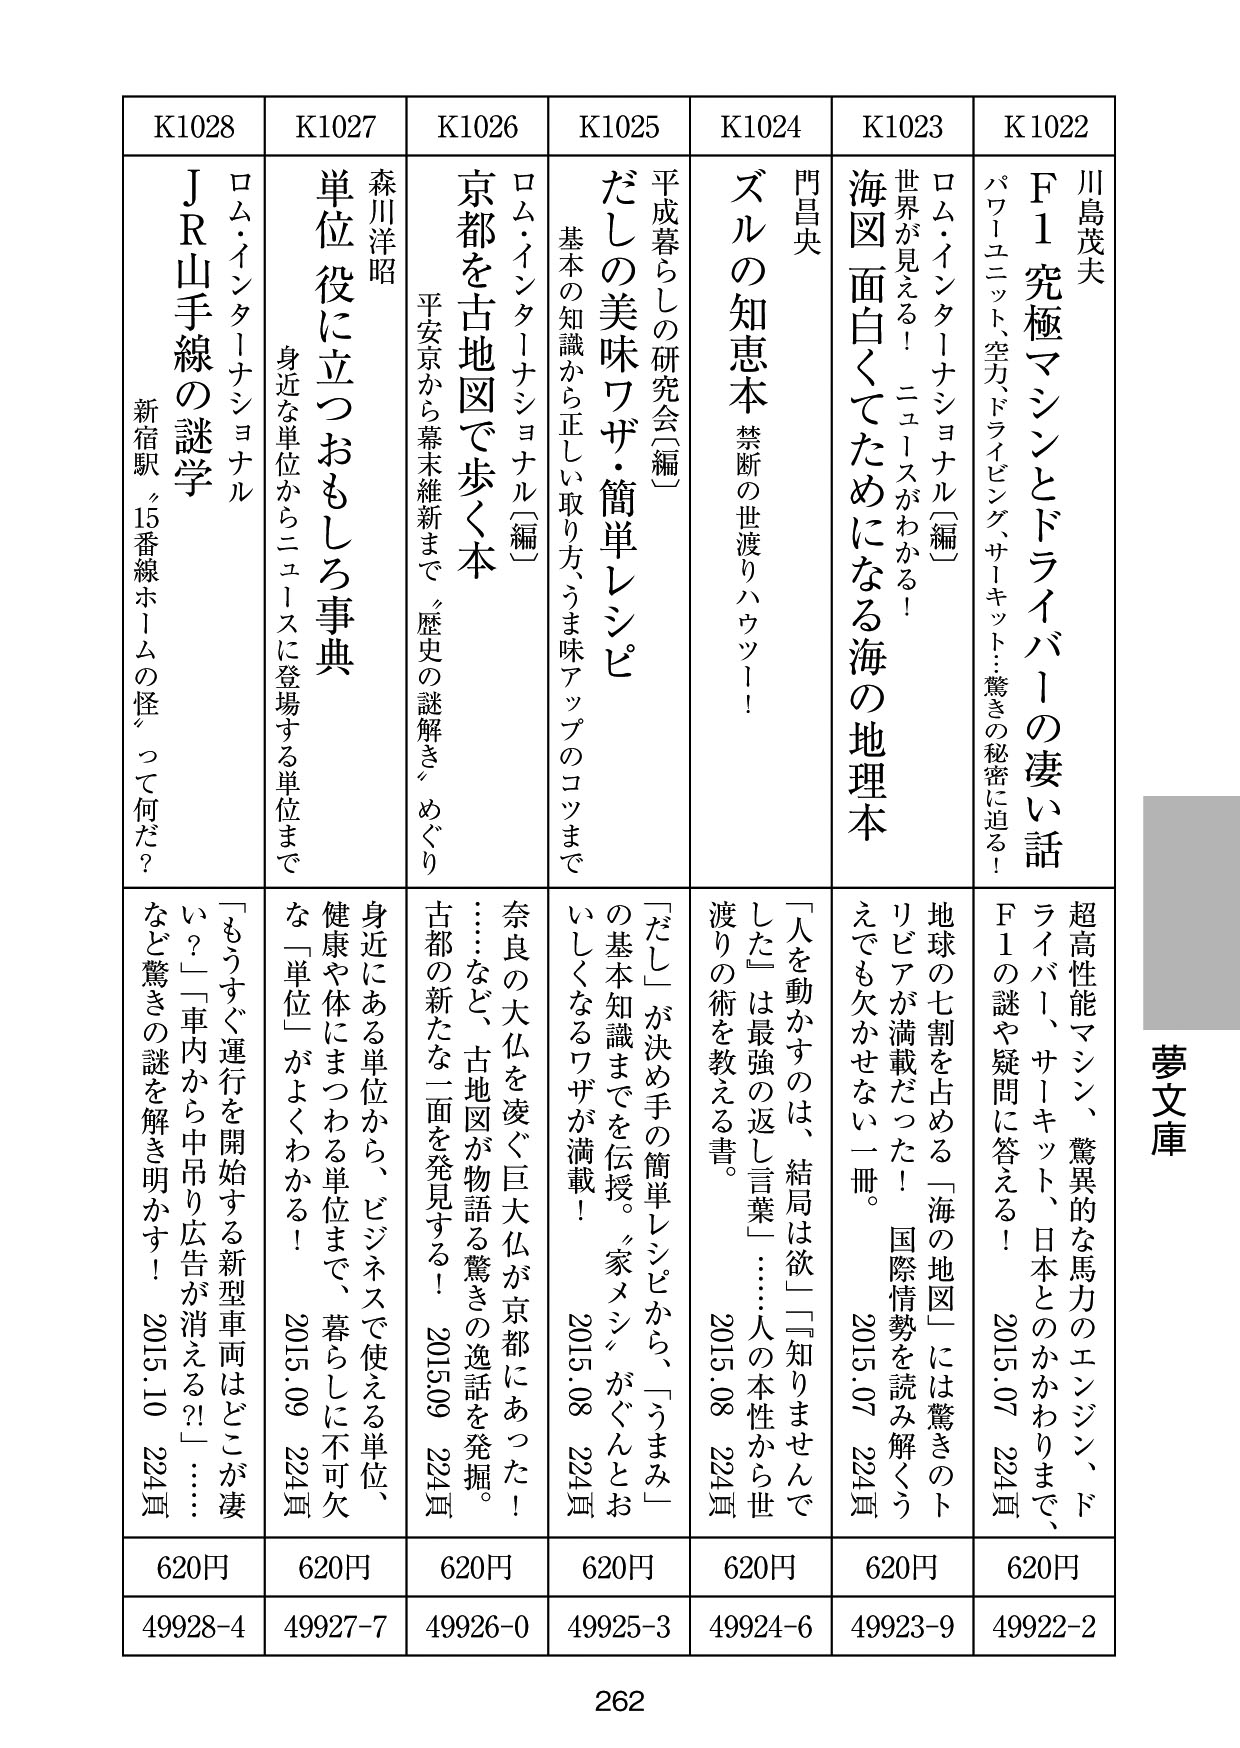 K1022
川島茂夫
F1 究極マシンとドライバーの凄い話
パワーユニット、空力、ドライビング、サーキット…驚きの秘密に迫る！
超高性能マシン、驚異的な馬力のエンジン、ド
ライバー、サーキット、日本とのかかわりまで、
F1の謎や疑問に答える！　2015.07　224頁
620円
49922-2
K1023
ロム・インターナショナル〔編〕
世界が見える！　ニュースがわかる！
海図 面白くてためになる海の地理本
地球の七割を占める「海の地図」には驚きのト
リビアが満載だった！　国際情勢を読み解くう
えでも欠かせない一冊。　2015.07　224頁
620円
49923-9
K1024
門昌央
ズルの知恵本 禁断の世渡りハウツー！
「人を動かすのは、結局は欲」「『知りませんで
した』は最強の返し言葉」……人の本性から世
渡りの術を教える書。　2015.08　224頁
620円
49924-6
K1025
平成暮らしの研究会〔編〕
だしの美味ワザ・簡単レシピ
基本の知識から正しい取り方、うま味アップのコツまで
「だし」が決め手の簡単レシピから、「うまみ」
の基本知識までを伝授。〝家メシ〟がぐんとお
いしくなるワザが満載！　2015.08　224頁
620円
49925-3
K1026
ロム・インターナショナル〔編〕
京都を古地図で歩く本
平安京から幕末維新まで〝歴史の謎解き〟めぐり
奈良の大仏を凌ぐ巨大仏が京都にあった！
……など、古地図が物語る驚きの逸話を発掘。
古都の新たな一面を発見する！　2015.09　224頁
620円
49926-0
K1027
森川洋昭
単位 役に立つおもしろ事典
身近な単位からニュースに登場する単位まで
身近にある単位から、ビジネスで使える単位、
健康や体にまつわる単位まで、暮らしに不可欠
な「単位」がよくわかる！　2015.09　224頁
620円
49927-7
K1028
ロム・インターナショナル
JR山手線の謎学
新宿駅〝15番線ホームの怪〟って何だ？
「もうすぐ運行を開始する新型車両はどこが凄
い？」「車内から中吊り広告が消える?!」……
など驚きの謎を解き明かす！　2015.10　224頁
620円
49928-4
夢文庫
262